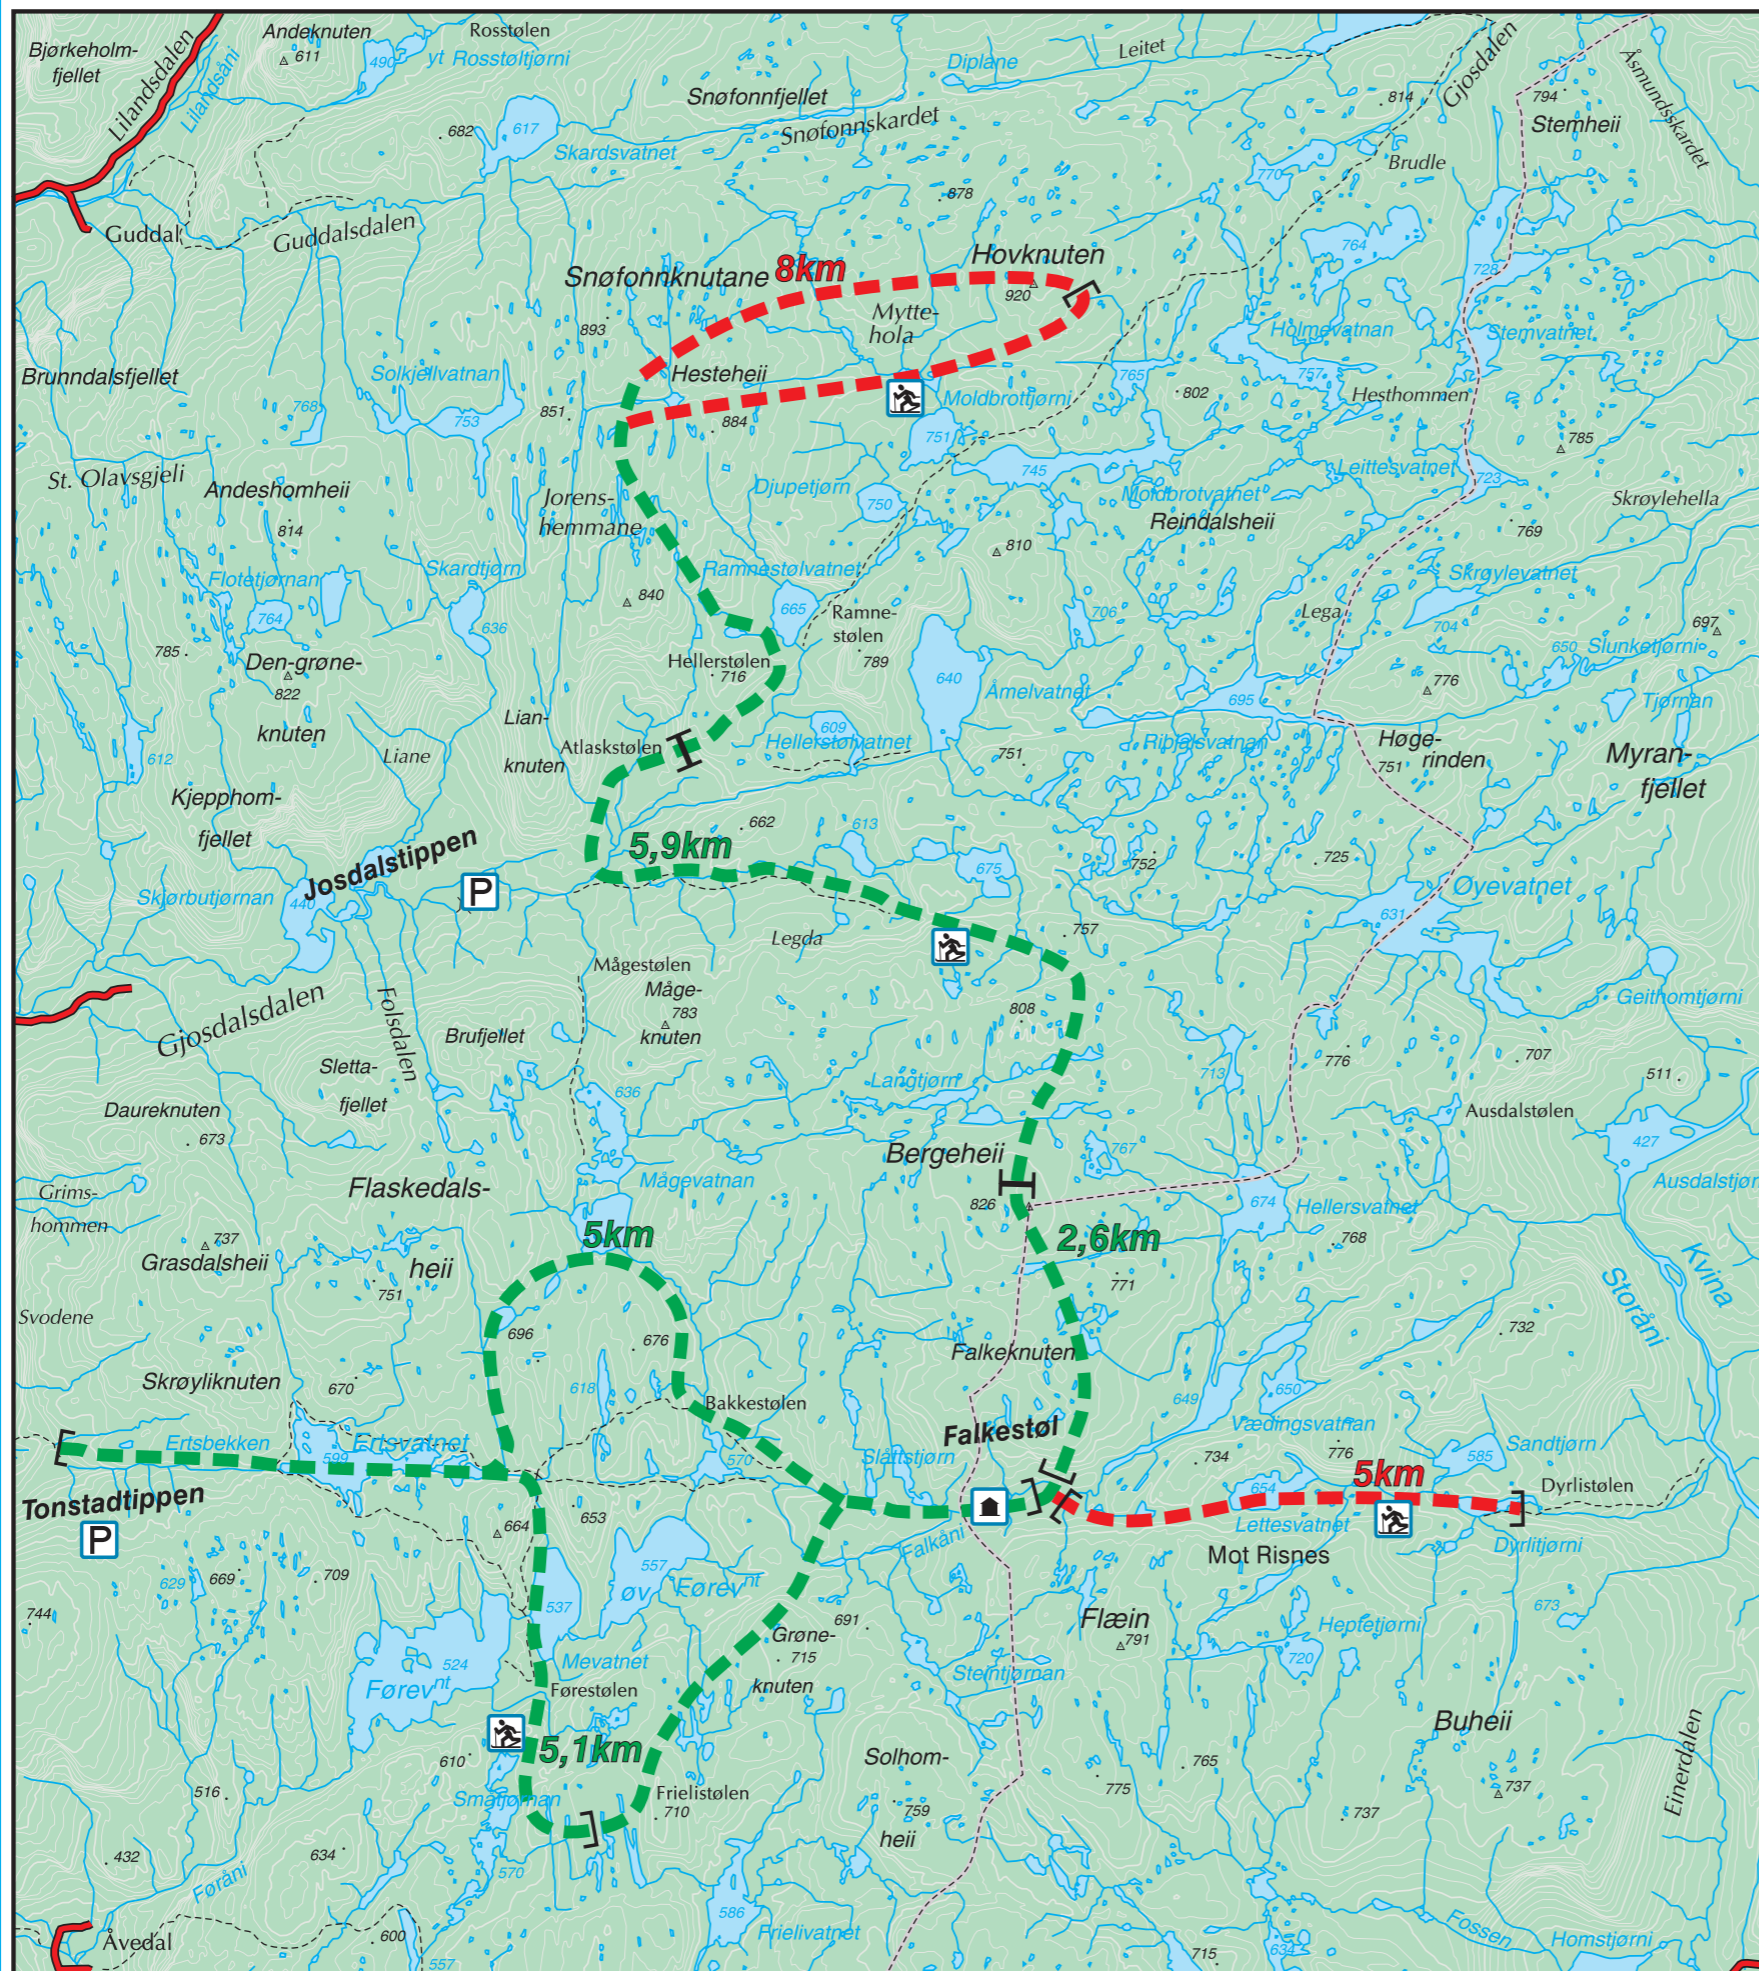 Bjørkeholm-
fjellet
Lilandsdalen
Lilandsåni
Andeknuten
611
490
yt Rosstøltjørni
Rosstølen
Diplane
Leitet
Gjosdalen
Åsmundsskardet
794
Stemheii
814
Brudle
Snøfonnfjellet
Snøfonnskardet
682
617
Skardsvatnet
878
770
764
728
Guddal
Guddalsdalen
Snøfonnknutane
8km
Hovknuten
920
Mytte-
hola
893
Holmevatnan
Stemvatnet
Brunndalsfjellet
Solkjellvatnan
768
753
851
Hesteheii
884
Moldbrottjørni
751
765
802
757
Hesthommen
785
St. Olavsgjeli
Andeshomheii
814
Jorens-
hemmane
Djupetjørn
750
745
Moldbrotvatnet
Reindalsheii
Leittesvatnet
723
Skrøylehella
769
810
Flotetjørnan
764
Skardtjørn
636
840
Ramnestølvatnet
665
Ramne-
stølen
789
706
Skrøylevatnet
Lega
704
697
650
Slunketjørni
785
Den-grøne-
822
knuten
Hellerstølen
716
640
Åmelvatnet
695
776
Tjørnan
Lian-
knuten
Liane
Atlaskstølen
609
Hellerstølvatnet
751
Ribjålsvatnan
Høge-
rinden
751
Myran-
fjellet
612
Kjepphom-
fjellet
Josdalstippen
P
5,9km
662
613
675
752
725
Øyevatnet
631
Skjørbutjørnan
440
Legda
757
Geithomtjørni
Gjosdalsdalen
Folsdalen
Mågestølen
Måge-
783
knuten
Brufjellet
808
776
707
511
Sletta-
fjellet
Daureknuten
673
636
Langtjørn
713
Ausdalstølen
427
Ausdalstjør
Bergeheii
767
Mågevatnan
826
674
Hellersvatnet
768
Grims-
hommen
Flaskedals-
heii
737
Grasdalsheii
751
5km
2,6km
771
Storåni
Kvina
Svodene
696
676
Falkeknuten
732
Skrøyliknuten
670
618
Bakkestølen
649
650
Vædingsvatnan
Falkestøl
Ertsbekken
Ertsvatnet
599
570
Slåttstjørn
734
776
585
Sandtjørn
5km
Dyrlistølen
Tonstadtippen
P
653
664
654
Lettesvatnet
Dyrlitjørni
Mot Risnes
Falkåni
557
øv Førevnt
537
629
669
709
744
691
Grøne-
715
knuten
Flæin
791
Heptetjørni
673
720
524
Førevnt
Mevatnet
Førestølen
Steintjørnan
Buheii
5,1km
610
Solhom-
759
heii
765
775
737
737
Einerdalen
516
Småtjørnan
Frielistølen
710
432
634
570
Føråni
586
Frielivatnet
Åvedal
600
557
715
634
Fossen
Homstjørni